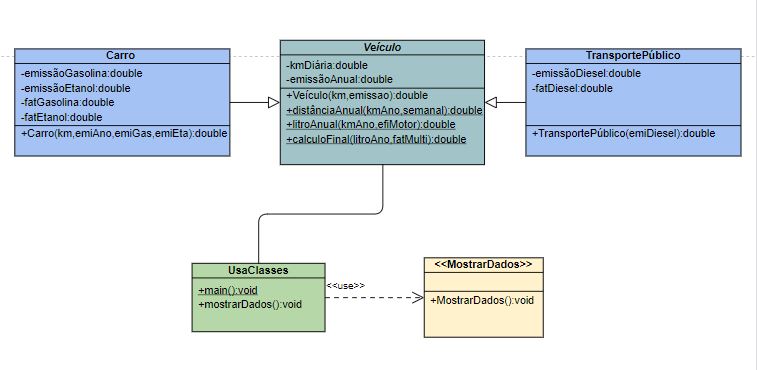 Carro
-emissãoGasolina:double
-emissãoEtanol:double
-fatGasolina:double
-fatEtanol:double
+Carro(km,emiAno,emiGas,emiEta):double
Veículo
-kmDiária:double
-emissãoAnual:double
+Veículo(km,emissao):double
+distânciaAnual(kmAno,semanal):double
+litroAnual(kmAno,efiMotor):double
+calculoFinal(litroAno,fatMulti):double
TransportePúblico
-emissãoDiesel:double
-fatDiesel:double
+TransportePúblico(emiDiesel):double
UsaClasses
+main():void
+mostrarDados():void
<<use>>
<<MostrarDados>>
+MostrarDados():void